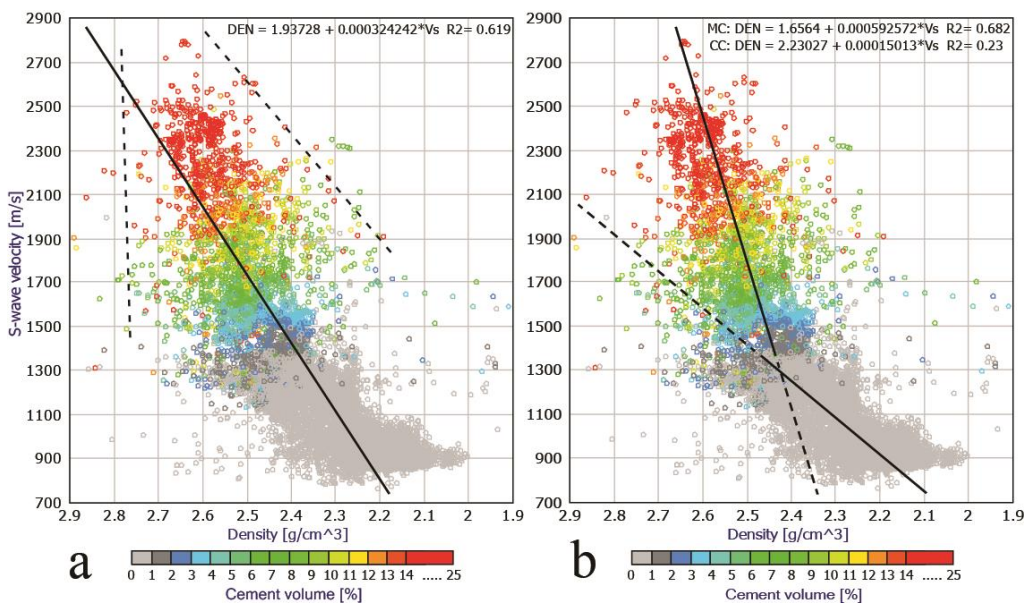 DEN = 1.93728 + 0.000324242*Vs R2= 0.619
S-wave velocity [m/s]
2900
2700
2500
2300
2100
1900
1700
1500
1300
1100
900
700
2.9 2.8 2.7 2.6 2.5 2.4 2.3 2.2 2.1 2 1.9
Density [g/cm^3]
a
0 1 2 3 4 5 6 7 8 9 10 11 12 13 14 ..... 25
Cement volume [%]
MC: DEN = 1.6564 + 0.000592572*Vs R2= 0.682
CC: DEN = 2.23027 + 0.00015013*Vs R2= 0.23
2900
2700
2500
2300
2100
1900
1700
1500
1300
1100
900
700
2.9 2.8 2.7 2.6 2.5 2.4 2.3 2.2 2.1 2 1.9
Density [g/cm^3]
b
0 1 2 3 4 5 6 7 8 9 10 11 12 13 14 ..... 25
Cement volume [%]